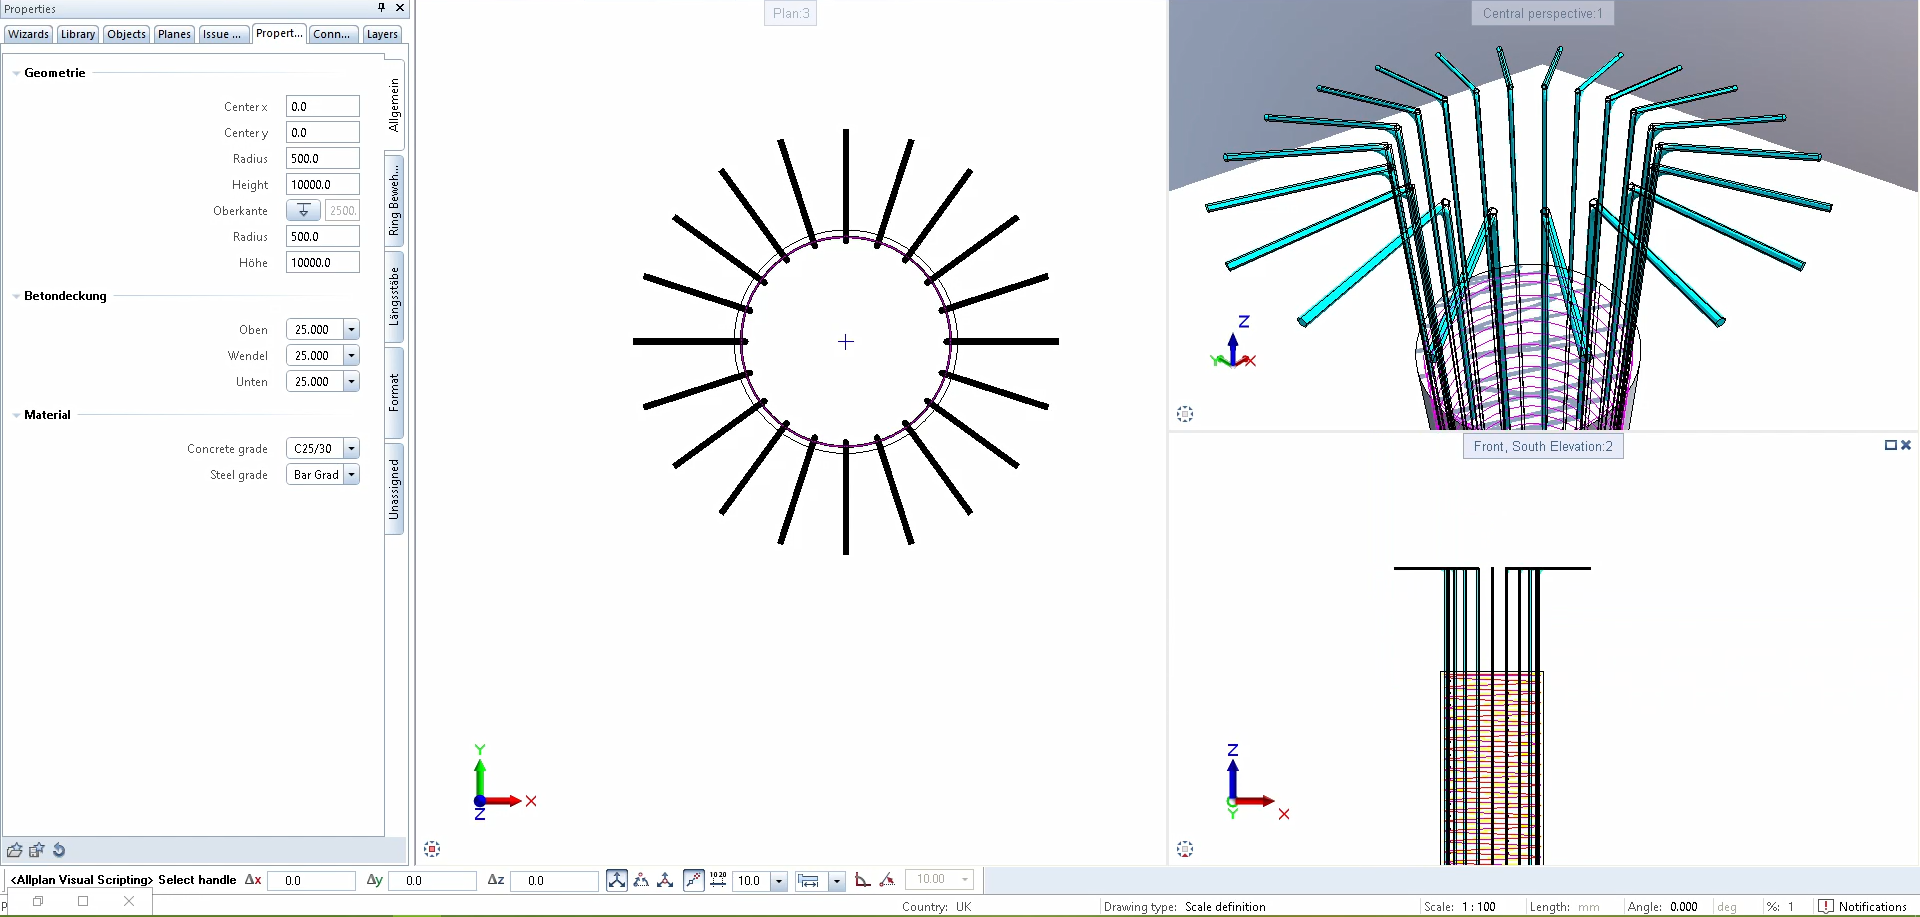 Properties
Wizards Library Objects Planes Issue ... Propert... Conn... Layers
Geometrie
Center x 0.0
Center y 0.0
Radius 500.0
Height 10000.0
Oberkante 2500.
Radius 500.0
Höhe 10000.0
Betondeckung
Oben 25.000
Wendel 25.000
Unten 25.000
Material
Concrete grade C25/30
Steel grade Bar Grad
Allgemein
Ring Beweh...
Längsstäbe
Format
Unassigned
Plan:3
Y
X
Z
Central perspective:1
Z
Y X
Front, South Elevation:2
Z
Y
X
<Allplan Visual Scripting> Select handle Δx 0.0 Δy 0.0 Δz 0.0 1020 10.0 10.00
Country: UK Drawing type: Scale definition Scale: 1 : 100 Length: mm Angle: 0.000 deg %: 1 Notifications